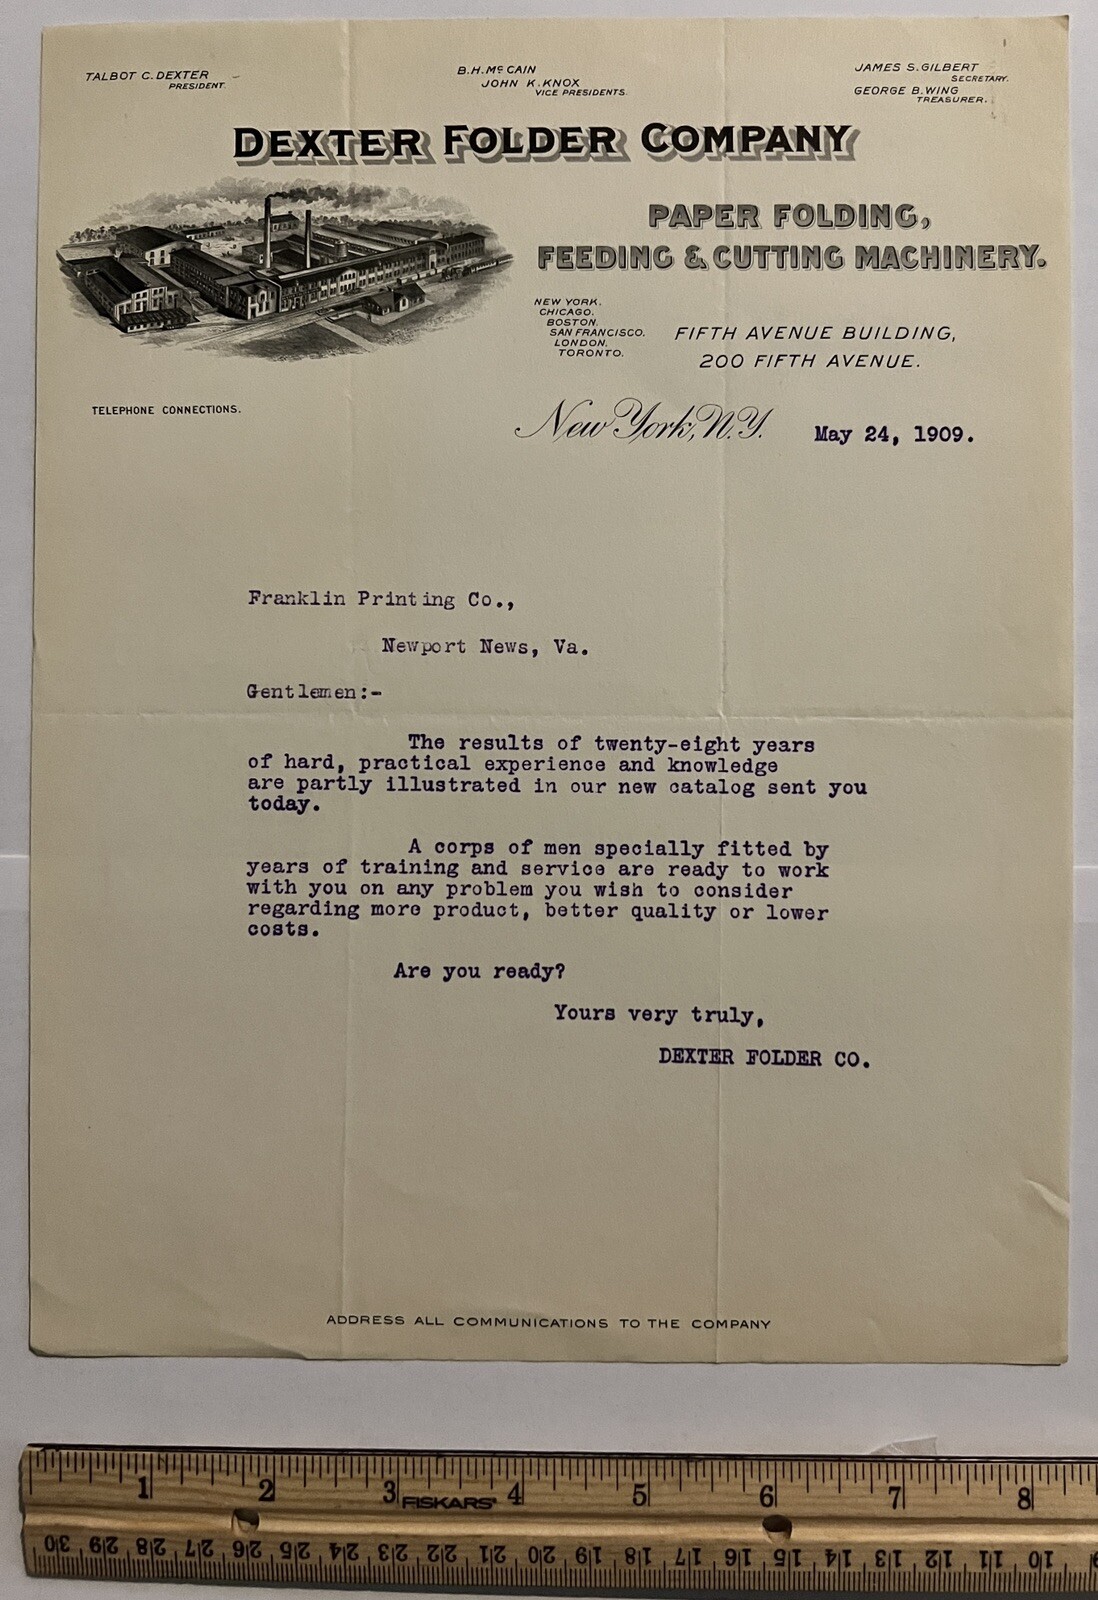 TALBOT C. DEXTER
PRESIDENT.
B.H. McCAIN
JOHN K. KNOX
VICE PRESIDENTS.
JAMES S. GILBERT
SECRETARY.
GEORGE B. WING
TREASURER.
DEXTER FOLDER COMPANY
PAPER FOLDING,
FEEDING & CUTTING MACHINERY.
NEW YORK.
CHICAGO.
BOSTON.
SAN FRANCISCO.
LONDON.
TORONTO.
FIFTH AVENUE BUILDING,
200 FIFTH AVENUE.
TELEPHONE CONNECTIONS.
New York, N.Y. May 24, 1909.
Franklin Printing Co.,
Newport News, Va.
Gentlemen:-
The results of twenty-eight years
of hard, practical experience and knowledge
are partly illustrated in our new catalog sent you
today.
A corps of men specially fitted by
years of training and service are ready to work
with you on any problem you wish to consider
regarding more product, better quality or lower
costs.
Are you ready?
Yours very truly,
DEXTER FOLDER CO.
ADDRESS ALL COMMUNICATIONS TO THE COMPANY
1 2 3 FISKARS 4 5 6 7 8
30 29 28 27 26 25 24 23 22 21 20 19 18 17 16 15 14 13 12 11 10 9